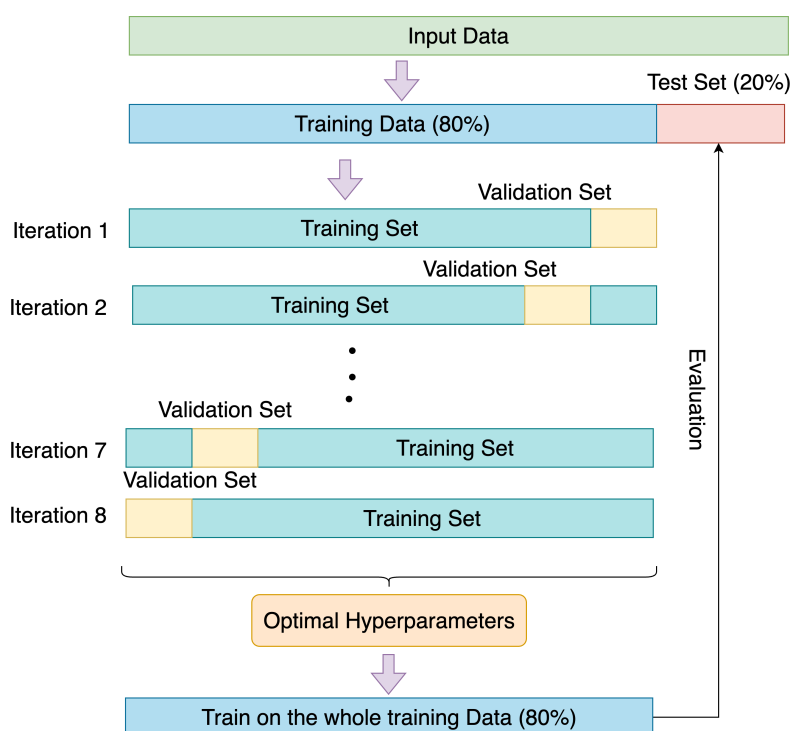 Input Data
Test Set (20%)
Training Data (80%)
Validation Set
Iteration 1
Training Set
Validation Set
Iteration 2
Training Set
Validation Set
Iteration 7
Training Set
Validation Set
Iteration 8
Training Set
Evaluation
Optimal Hyperparameters
Train on the whole training Data (80%)